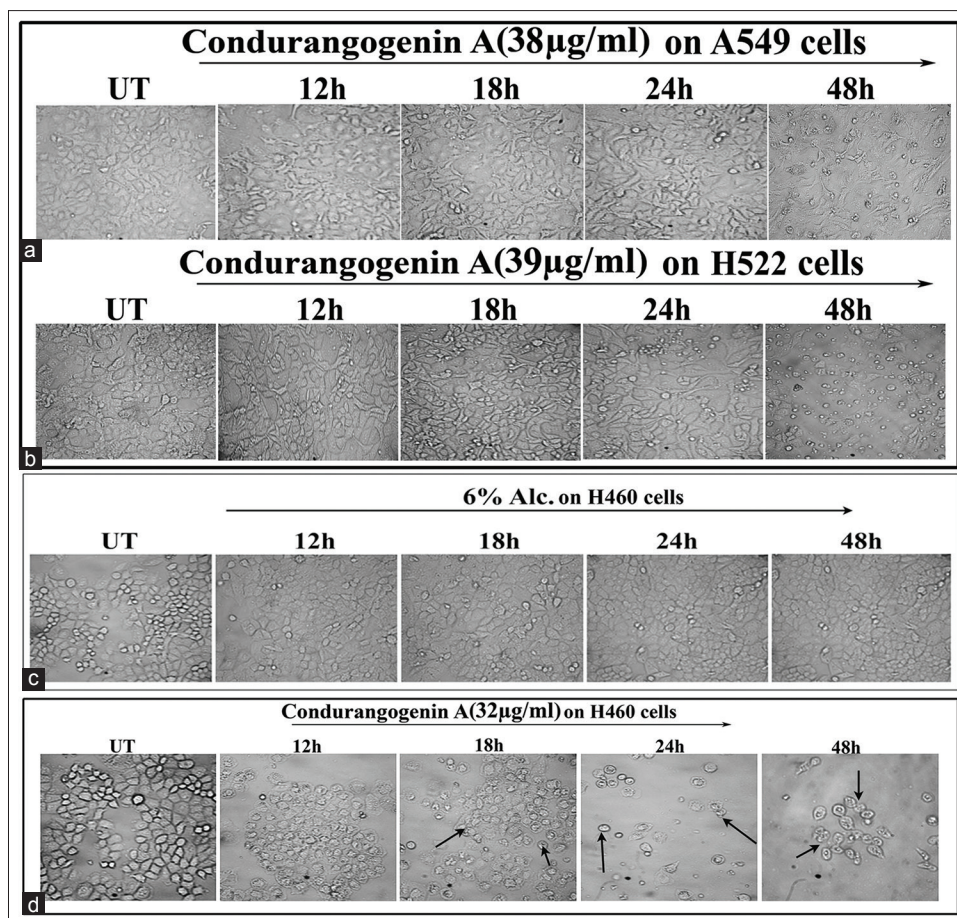 Condurangogenin A(38µg/ml) on A549 cells
UT 12h 18h 24h 48h
a
Condurangogenin A(39µg/ml) on H522 cells
UT 12h 18h 24h 48h
b
6% Alc. on H460 cells
UT 12h 18h 24h 48h
c
Condurangogenin A(32µg/ml) on H460 cells
UT 12h 18h 24h 48h
d